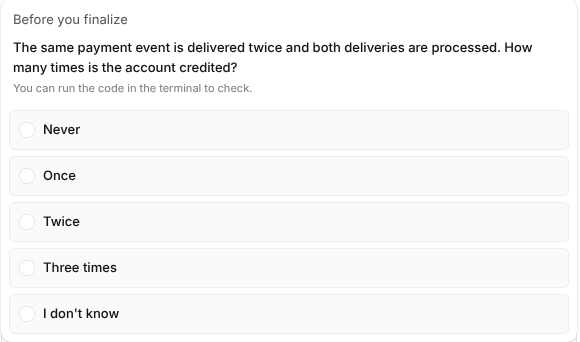 Before you finalize
The same payment event is delivered twice and both deliveries are processed. How
many times is the account credited?
You can run the code in the terminal to check.
Never
Once
Twice
Three times
I don't know